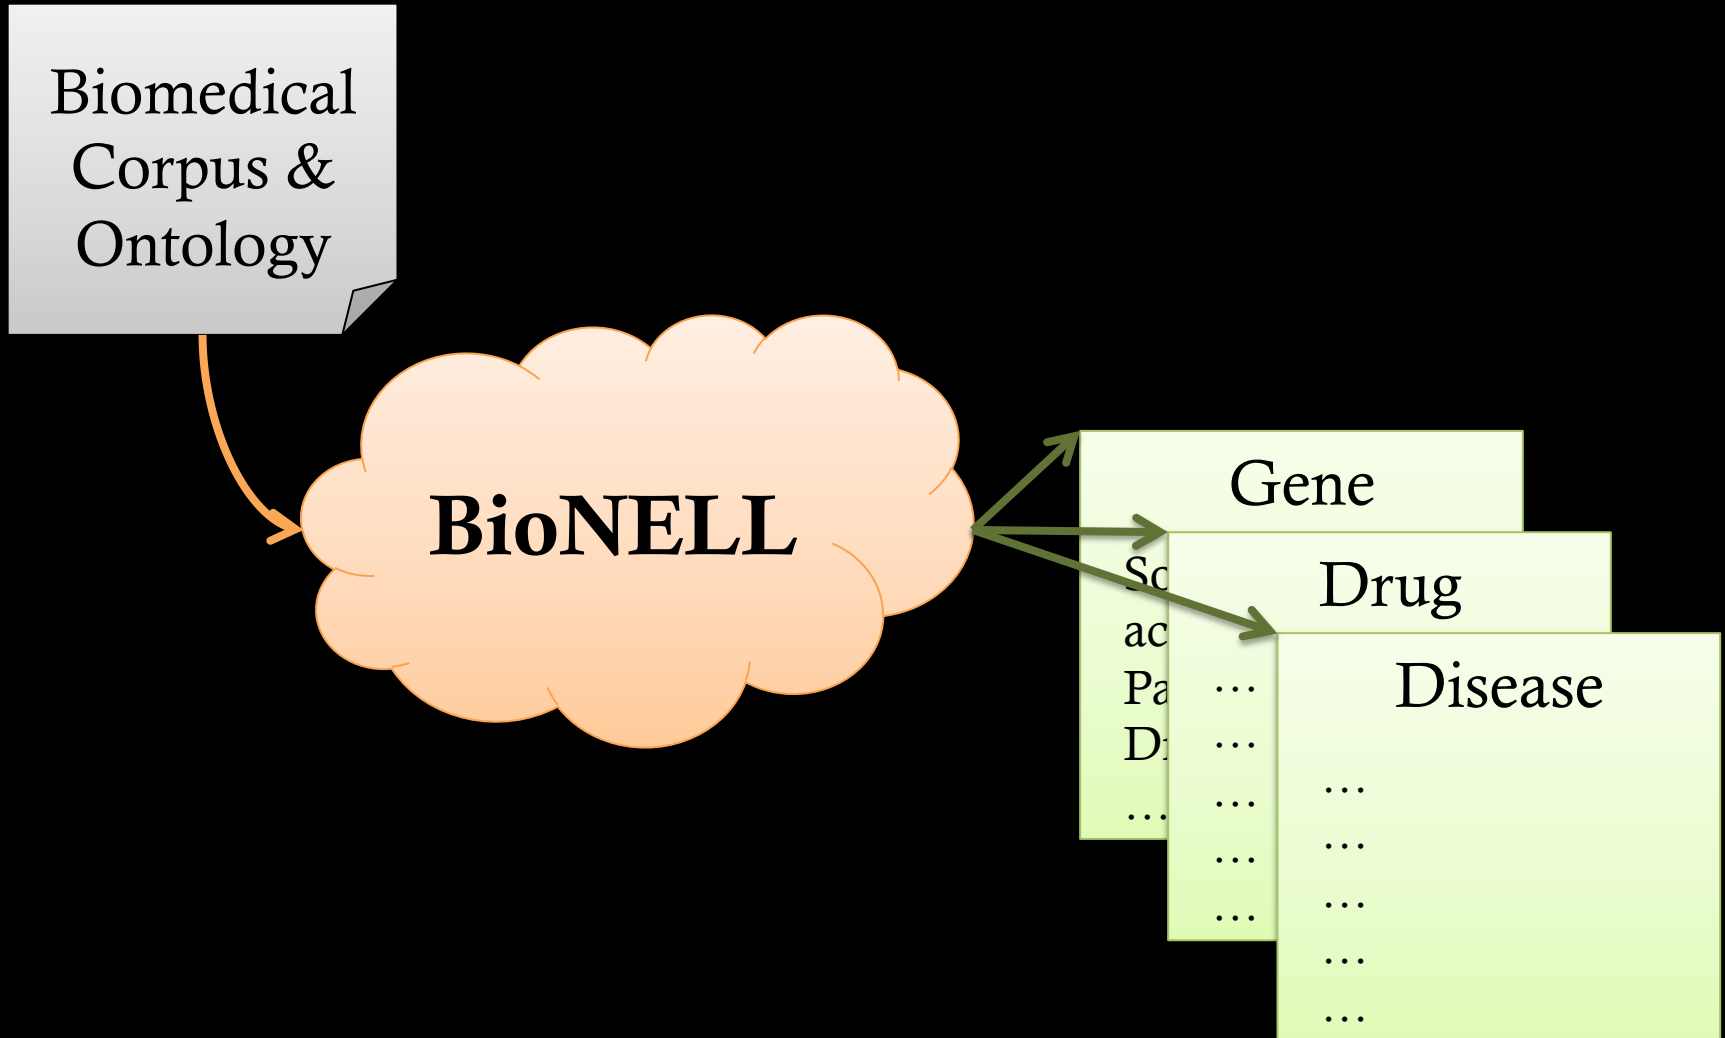 Biomedical
Corpus &
Ontology
BioNELL
Gene
…
Drug
…
…
…
…
…
Disease
…
…
…
…
…